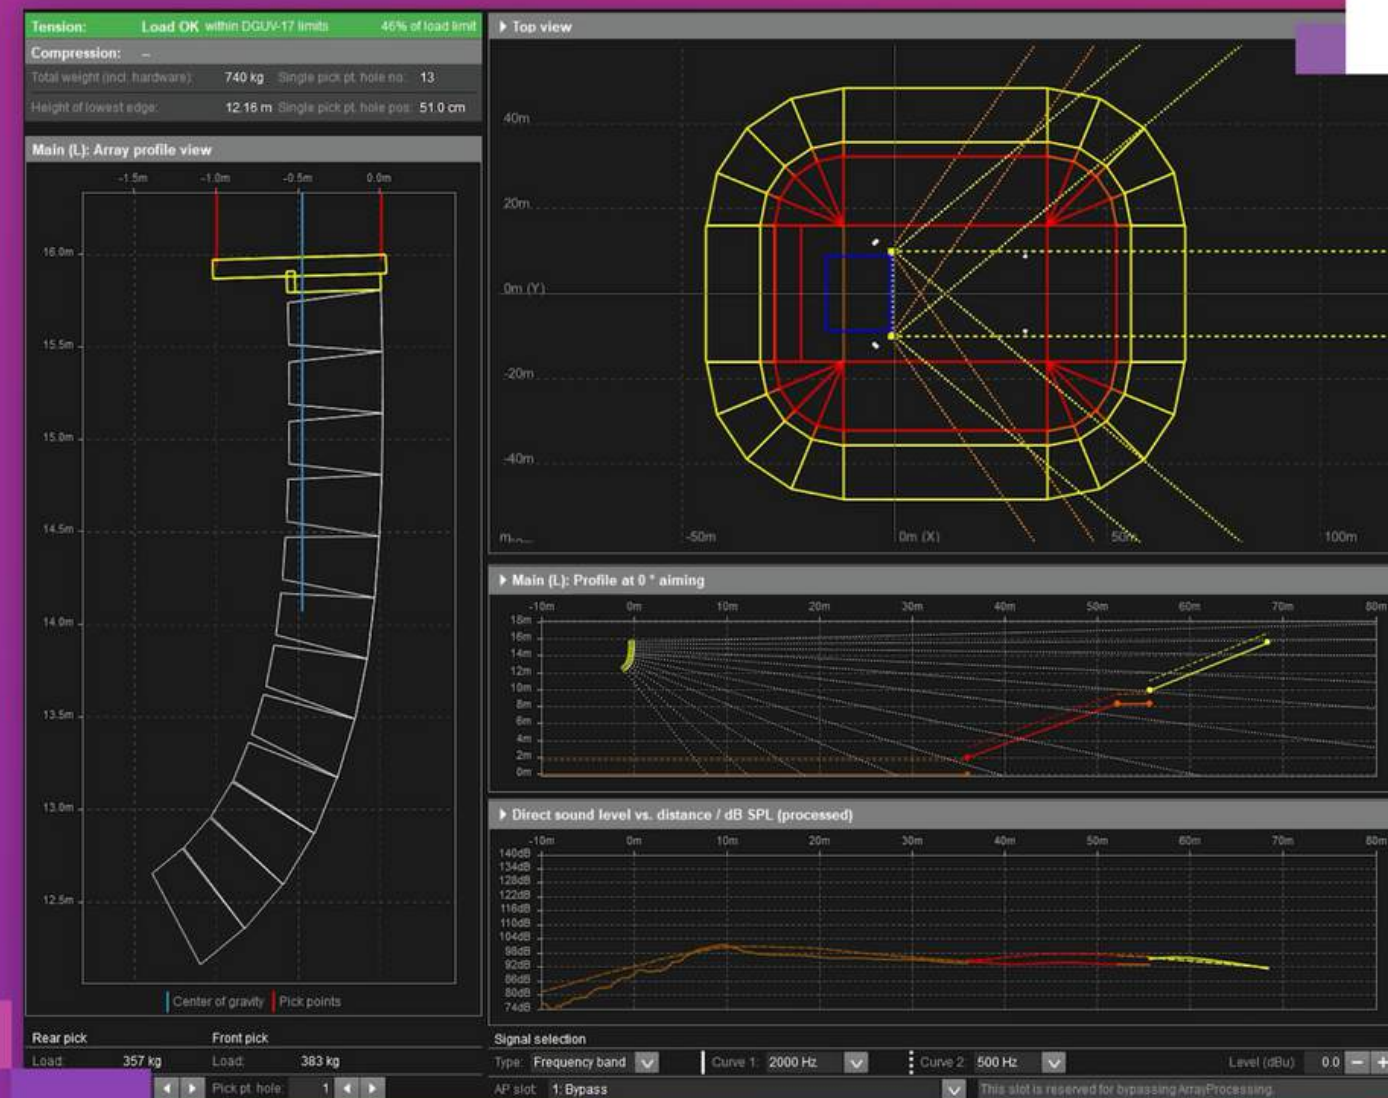 Tension: Load OK within DGUV-17 limits 46% of load limit
Compression: –
Total weight (incl. hardware): 740 kg Single pick pt. hole no: 13
Height of lowest edge: 12.16 m Single pick pt. hole pos: 51.0 cm
Main (L): Array profile view
-1.5m -1.0m -0.5m 0.0m
16.0m
15.5m
15.0m
14.5m
14.0m
13.5m
13.0m
12.5m
Center of gravity Pick points
Rear pick Front pick
Load: 357 kg Load: 383 kg
Pick pt. hole: 1
Top view
40m
20m
0m (Y)
-20m
-40m
-50m 0m (X) 50m 100m
Main (L): Profile at 0 ° aiming
-10m 0m 10m 20m 30m 40m 50m 60m 70m 80m
18m
16m
14m
12m
10m
8m
6m
4m
2m
0m
Direct sound level vs. distance / dB SPL (processed)
-10m 0m 10m 20m 30m 40m 50m 60m 70m 80m
140dB
134dB
128dB
122dB
116dB
110dB
104dB
98dB
92dB
86dB
80dB
74dB
Signal selection
Type: Frequency band Curve 1: 2000 Hz Curve 2: 500 Hz Level (dBu) 0.0 − +
AP slot: 1: Bypass This slot is reserved for bypassing ArrayProcessing.